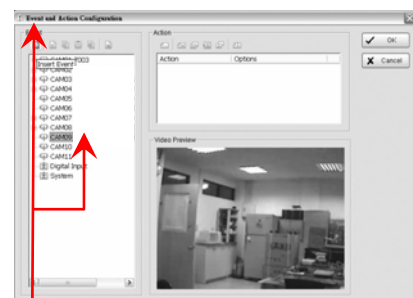 Event and Action Configuration
Action
OK
Cancel
Action Options
Insert Event
CAM02
CAM03
CAM04
CAM05
CAM06
CAM07
CAM08
CAM09
CAM10
CAM11
Digital Input
System
Video Preview